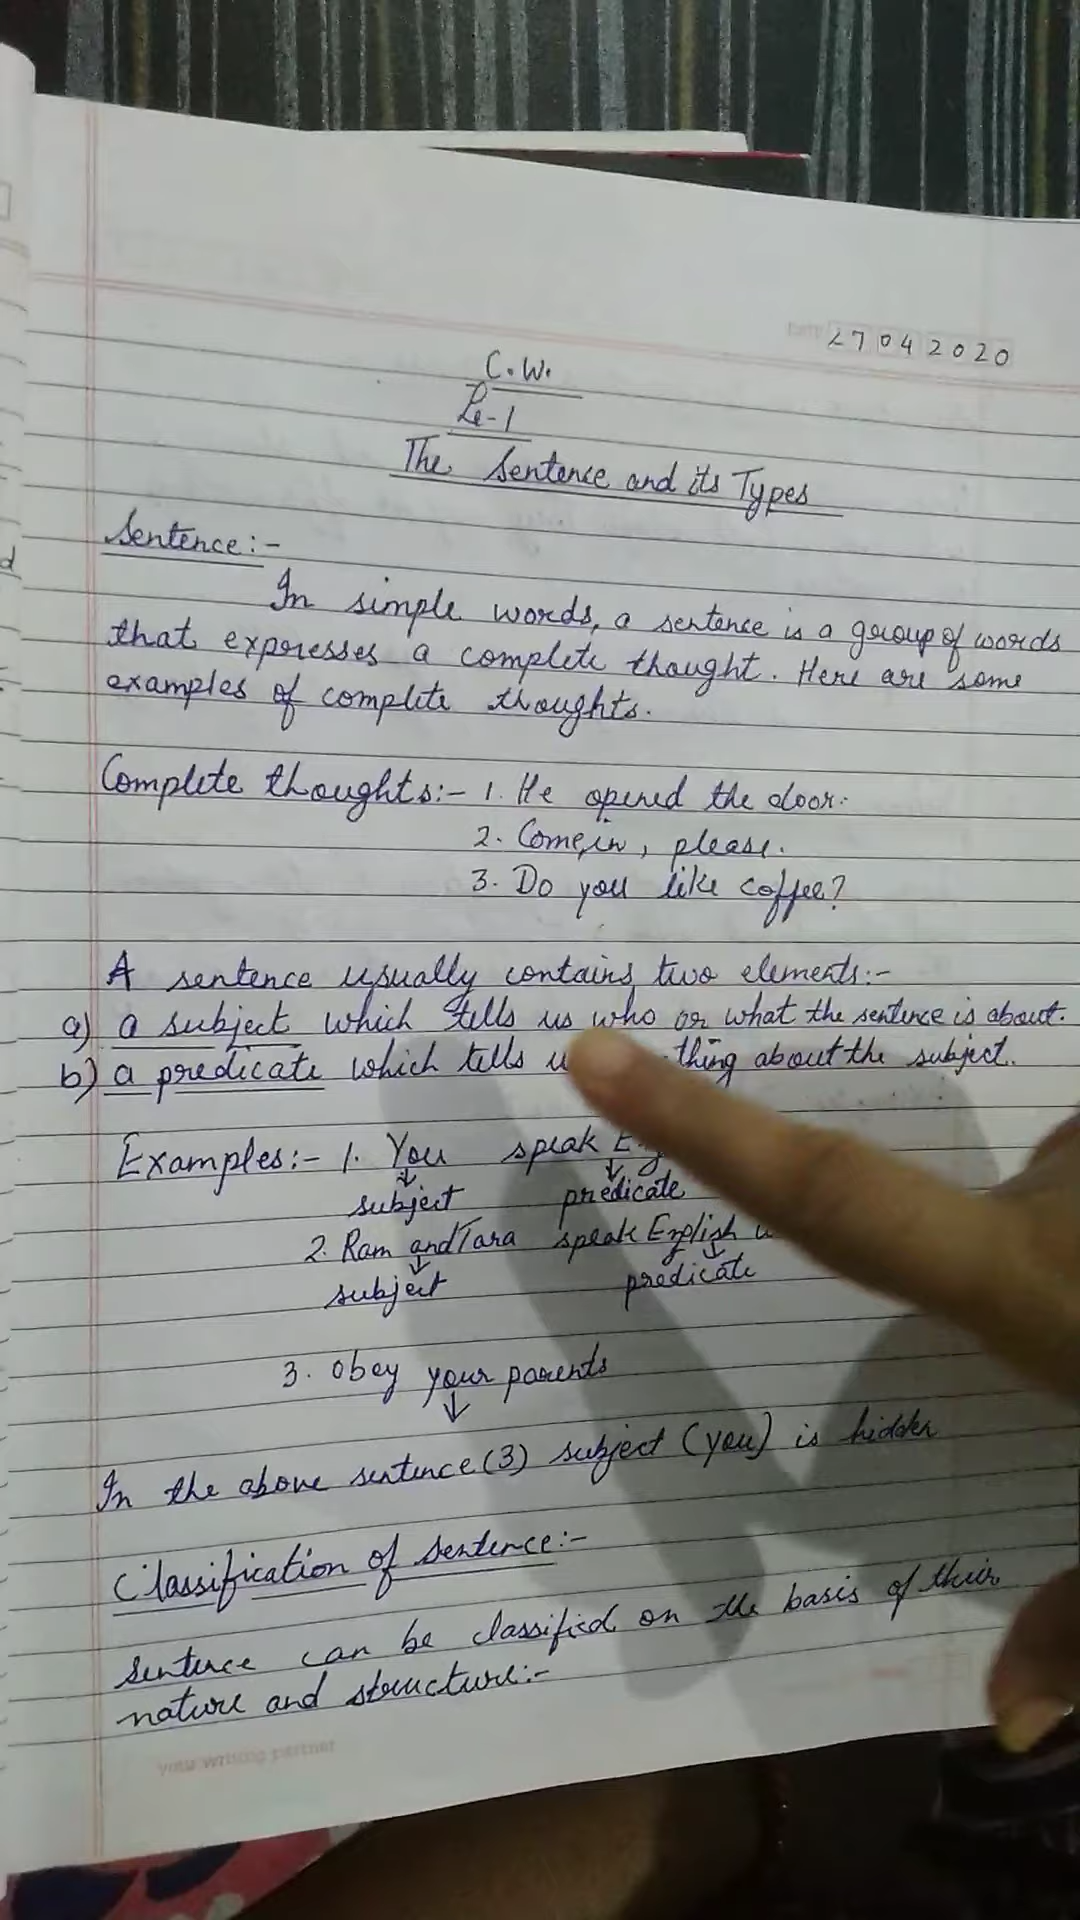 DATE 27 04 2020
C.W.
Le-1
The Sentence and its Types
Sentence:-
In simple words, a sentence is a group of words
that expresses a complete thought. Here are some
examples of complete thoughts.
Complete thoughts:- 1. He opened the door.
2. Come,in, please.
3. Do you like coffee?
A sentence usually contains two elements:-
a) a subject which tells us who or what the sentence is about.
b) a predicate which tells thing about the subject.
Examples:- 1. You speak
subject predicate
2. Ram and Tara speak English
subject predicate
3. Obey your parents
In the above sentence (3) subject (you) is hidden
Classification of sentence:-
sentence can be classified on the basis of their
nature and structure:-
your writing partner